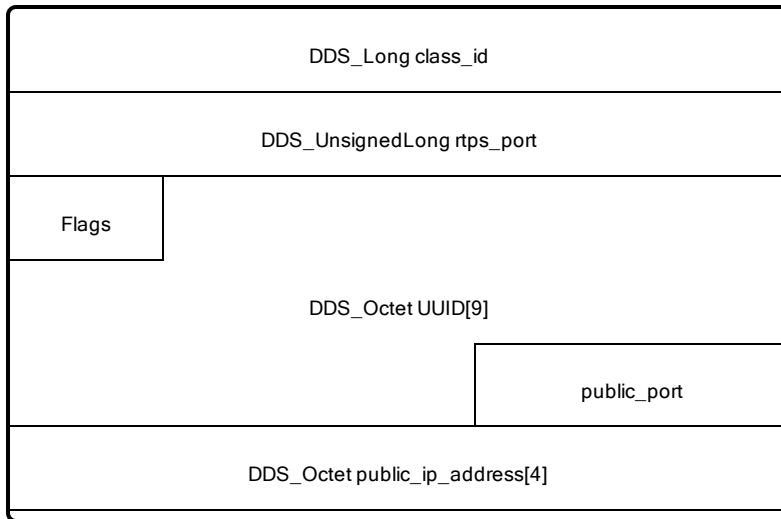 DDS_Long class_id
DDS_UnsignedLong rtps_port
Flags
DDS_Octet UUID[9]
public_port
DDS_Octet public_ip_address[4]